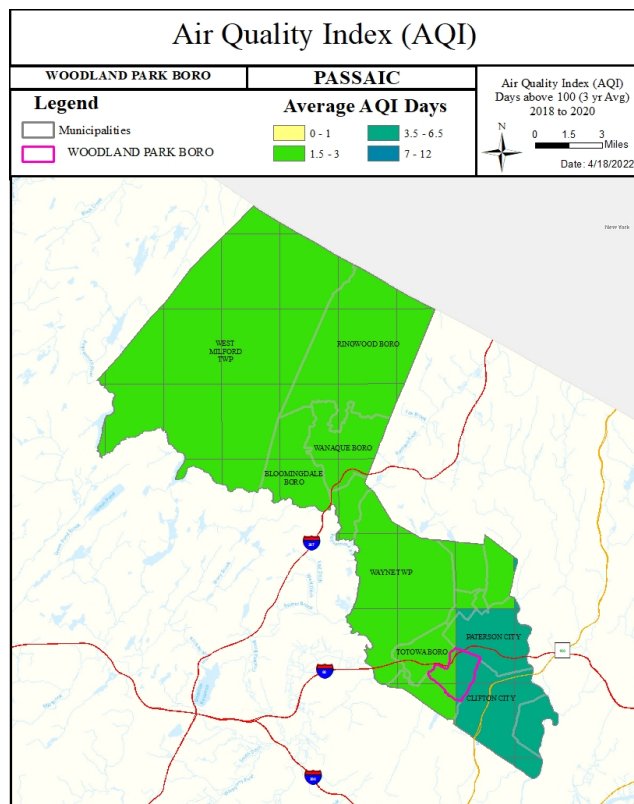 Air Quality Index (AQI)
WOODLAND PARK BORO
PASSAIC
Legend
Municipalities
WOODLAND PARK BORO
Average AQI Days
0 - 1
1.5 - 3
3.5 - 6.5
7 - 12
Air Quality Index (AQI)
Days above 100 (3 yr Avg)
2018 to 2020
N
0 1.5 3
Miles
Date: 4/18/2022
New York
WEST
MILFORD
TWP
RINGWOOD BORO
WANAQUE BORO
BLOOMINGDALE
BORO
287
WAYNE TWP
PATERSON CITY
TOTOWA BORO
CLIFTON CITY
80